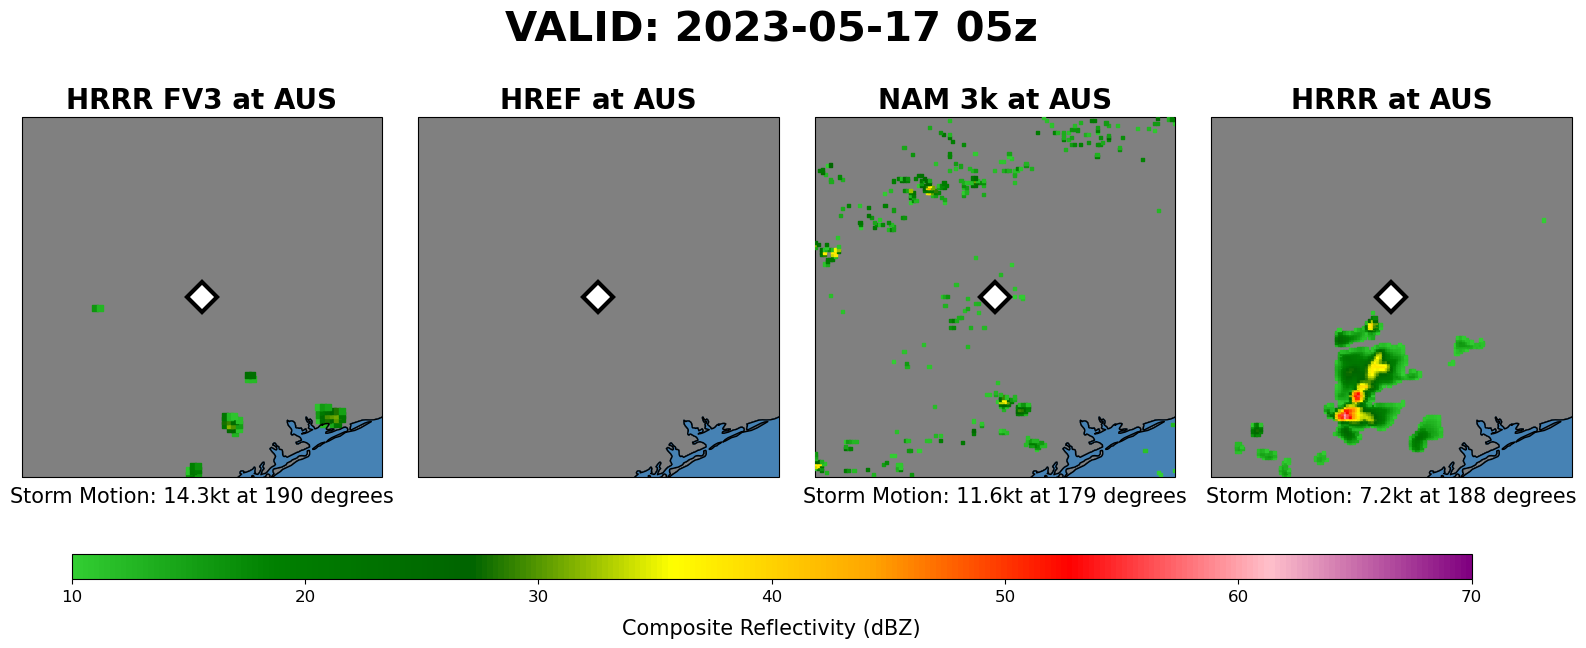 VALID: 2023-05-17 05z
HRRR FV3 at AUS
HREF at AUS
NAM 3k at AUS
HRRR at AUS
Storm Motion: 14.3kt at 190 degrees
Storm Motion: 11.6kt at 179 degrees
Storm Motion: 7.2kt at 188 degrees
10 20 30 40 50 60 70
Composite Reflectivity (dBZ)